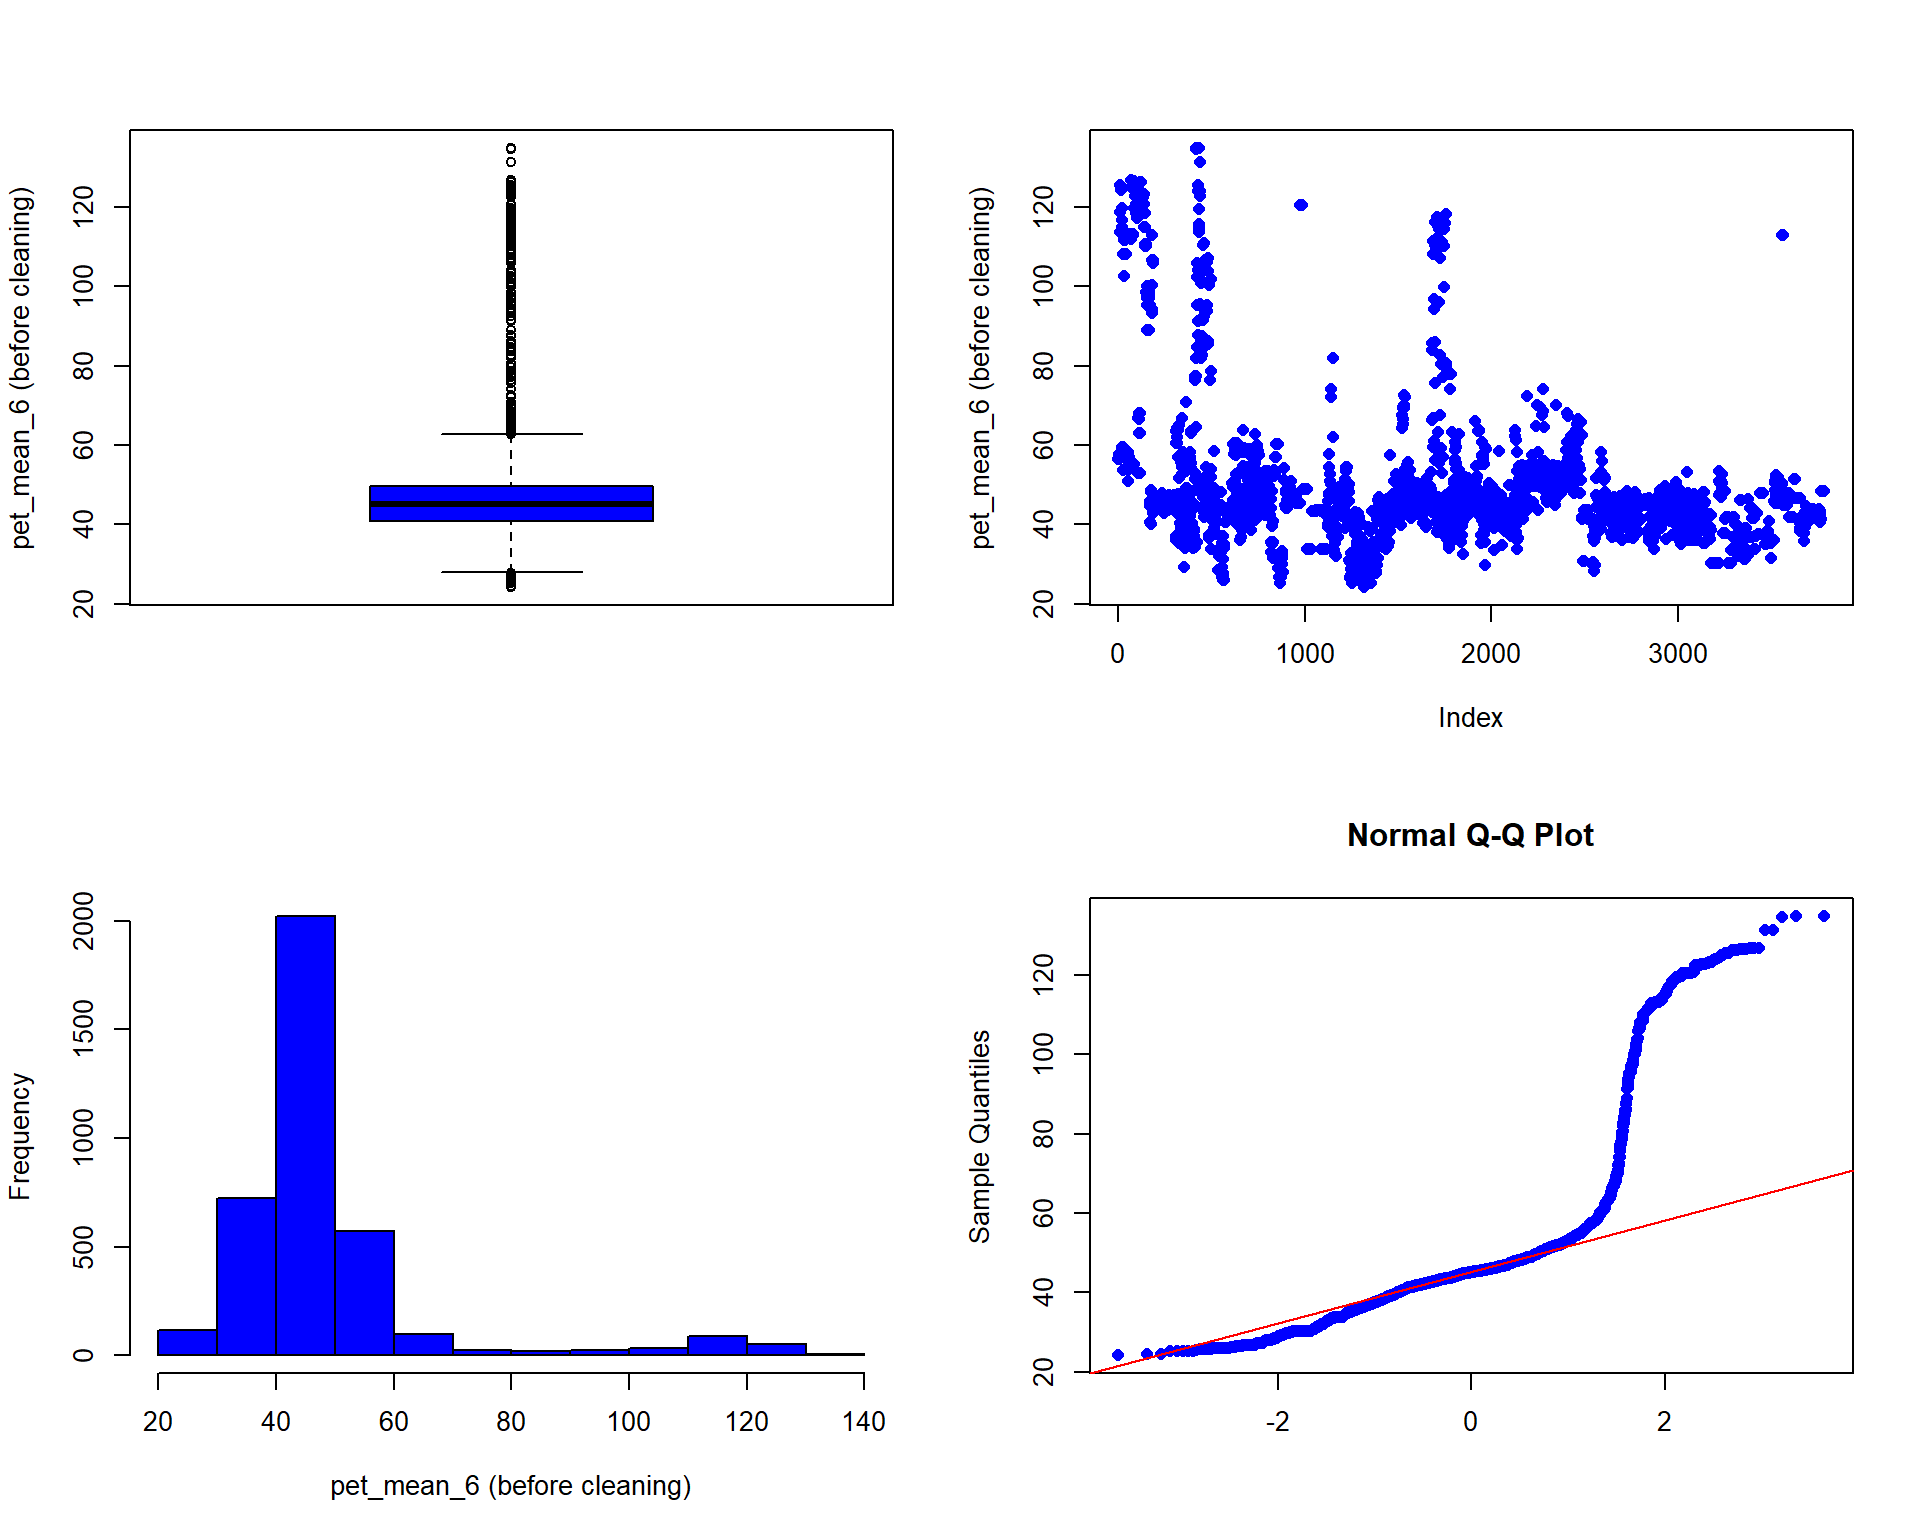 pet_mean_6 (before cleaning)
20 40 60 80 100 120
pet_mean_6 (before cleaning)
20 40 60 80 100 120
0 1000 2000 3000
Index
Frequency
0 500 1000 1500 2000
20 40 60 80 100 120 140
pet_mean_6 (before cleaning)
Normal Q-Q Plot
Sample Quantiles
20 40 60 80 100 120
-2 0 2